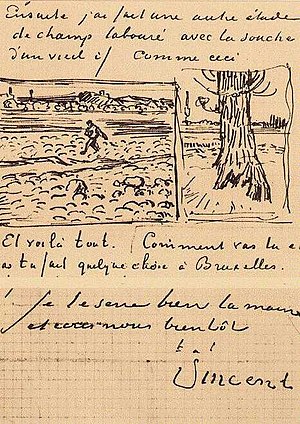 Ensuite j'ai fait une autre étude
de champs labouré avec la souche
d'un vieil if comme ceci
Et voilà tout. Comment vas tu e
as tu fait quelque chose à Bruxelles.
Je te serre bien la main
et nous bientôt
t. à t.
Vincent